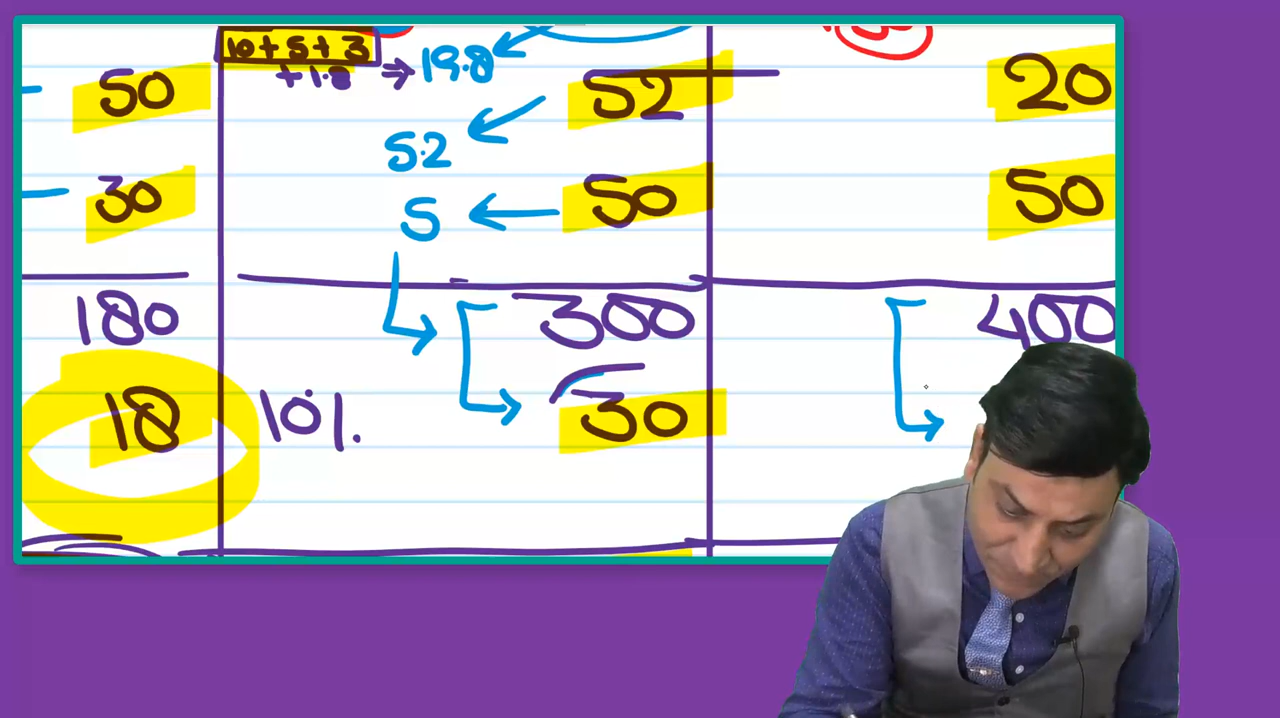 10 + 5 + 3
+ 1.8 → 19.8
50 52 20
5.2
30 5 50 50
180 300 400
18 10% 30